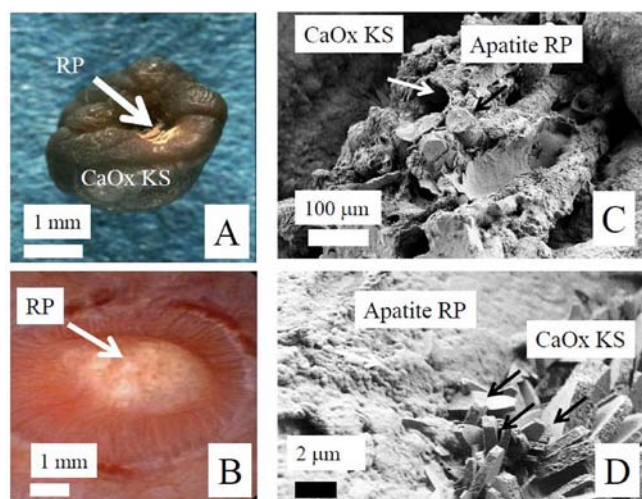 RP
CaOx KS
1 mm
A
CaOx KS
Apatite RP
100 μm
C
RP
1 mm
B
Apatite RP
CaOx KS
2 μm
D